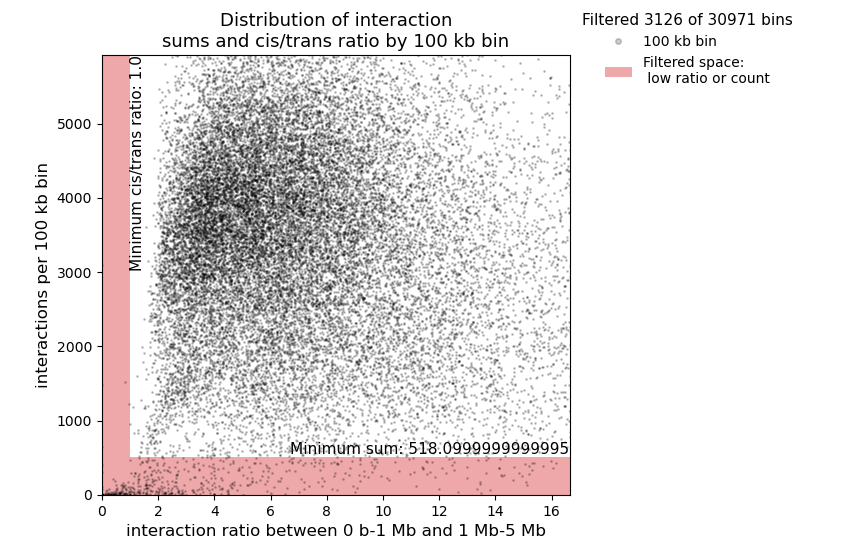 Distribution of interaction
sums and cis/trans ratio by 100 kb bin
Filtered 3126 of 30971 bins
100 kb bin
Filtered space:
low ratio or count
Minimum cis/trans ratio: 1.0
interactions per 100 kb bin
5000
4000
3000
2000
1000
0
Minimum sum: 518.0999999999995
0 2 4 6 8 10 12 14 16
interaction ratio between 0 b-1 Mb and 1 Mb-5 Mb